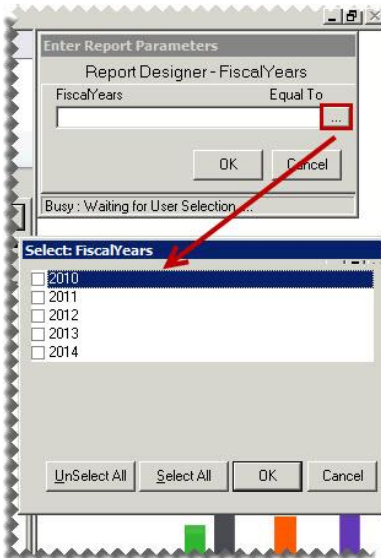 Enter Report Parameters
Report Designer - FiscalYears
FiscalYears Equal To
...
OK Cancel
Busy : Waiting for User Selection ...
Select: FiscalYears
2010
2011
2012
2013
2014
UnSelect All Select All OK Cancel